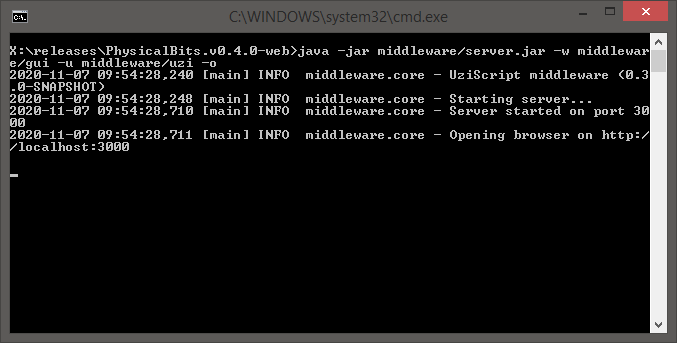 C:\WINDOWS\system32\cmd.exe
X:\releases\PhysicalBits.v0.4.0-web>java -jar middleware/server.jar -w middlewar
e/gui -u middleware/uzi -o
2020-11-07 09:54:28,240 [main] INFO  middleware.core - UziScript middleware (0.3
.0-SNAPSHOT)
2020-11-07 09:54:28,248 [main] INFO  middleware.core - Starting server...
2020-11-07 09:54:28,710 [main] INFO  middleware.core - Server started on port 30
00
2020-11-07 09:54:28,711 [main] INFO  middleware.core - Opening browser on http:/
/localhost:3000